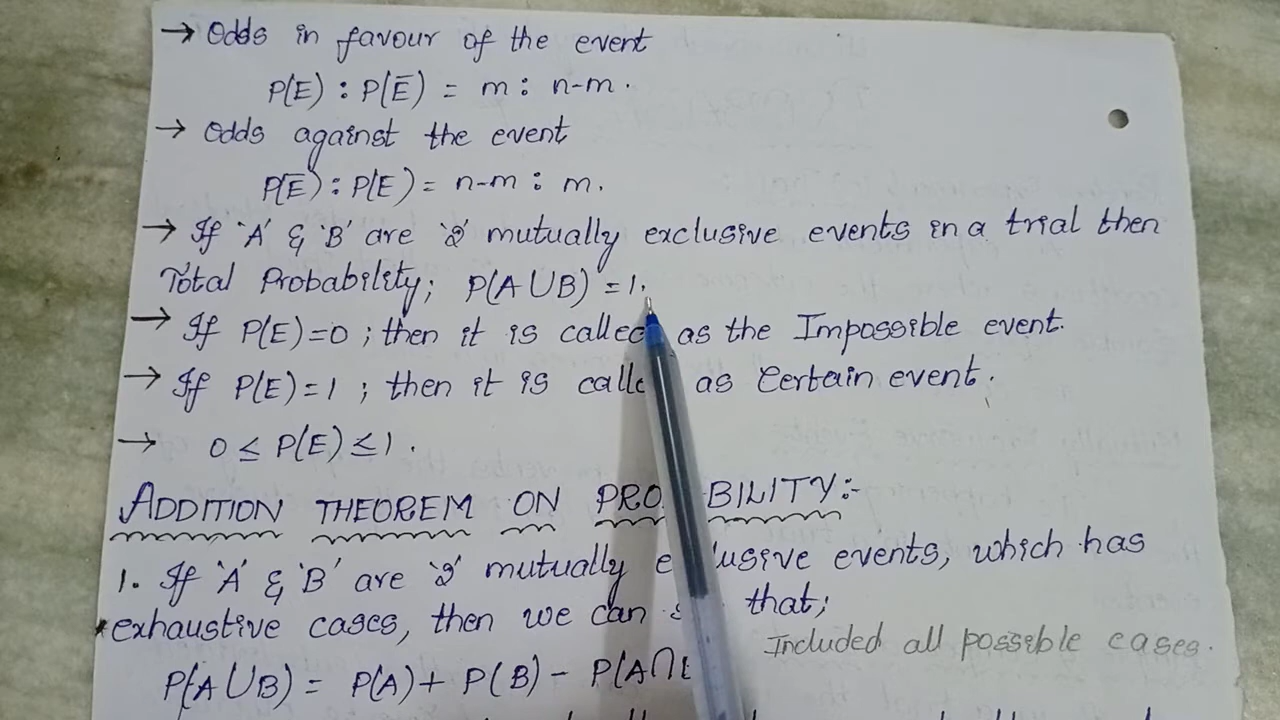 → Odds in favour of the event
P(E) : P(Ē) = m : n-m.
→ Odds against the event
P(Ē) : P(E) = n-m : m.
→ If 'A' & 'B' are '2' mutually exclusive events in a trial then
Total Probability; P(A∪B) = 1.
→ If P(E)=0 ; then it is called as the Impossible event.
→ If P(E)=1 ; then it is calle as Certain event.
→ 0 ≤ P(E) ≤ 1.
ADDITION THEOREM ON PROBABILITY:-
1. If 'A' & 'B' are '2' mutually exclusive events, which has
*exhaustive cases, then we can that;
Included all possible cases.
P(A∪B) = P(A) + P(B) - P(A∩